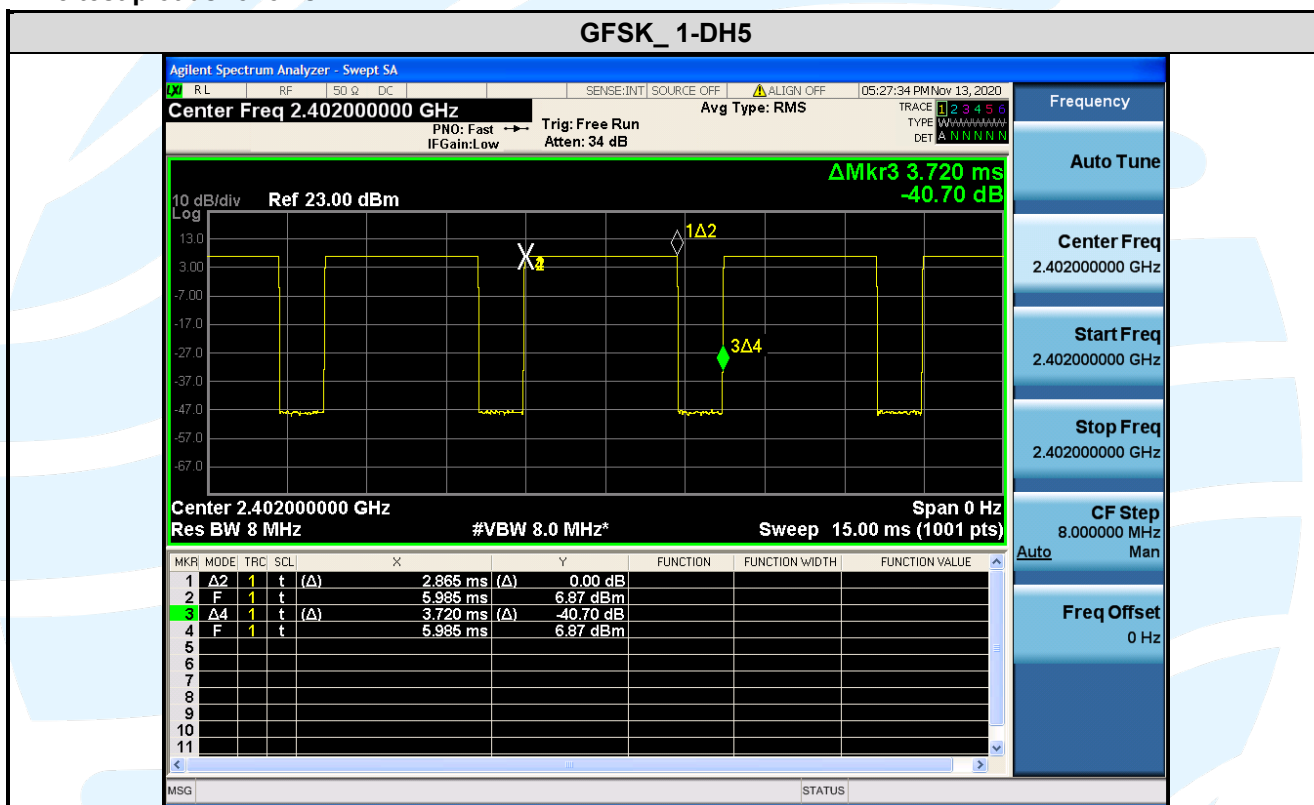 GFSK_ 1-DH5
Agilent Spectrum Analyzer - Swept SA
LXI RL RF 50 Ω DC SENSE:INT SOURCE OFF ALIGN OFF 05:27:34 PM Nov 13, 2020
Center Freq 2.402000000 GHz
PNO: Fast
IFGain:Low
Trig: Free Run
Atten: 34 dB
Avg Type: RMS
TRACE 1 2 3 4 5 6
TYPE WWWWWW
DET A N N N N N
ΔMkr3 3.720 ms
-40.70 dB
10 dB/div Ref 23.00 dBm
Log
13.0
3.00
-7.00
-17.0
-27.0
-37.0
-47.0
-57.0
-67.0
X
1Δ2
3Δ4
Center 2.402000000 GHz Span 0 Hz
Res BW 8 MHz #VBW 8.0 MHz* Sweep 15.00 ms (1001 pts)
MKR MODE TRC SCL X Y FUNCTION FUNCTION WIDTH FUNCTION VALUE
1 Δ2 1 t (Δ) 2.865 ms (Δ) 0.00 dB
2 F 1 t 5.985 ms 6.87 dBm
3 Δ4 1 t (Δ) 3.720 ms (Δ) -40.70 dB
4 F 1 t 5.985 ms 6.87 dBm
5
6
7
8
9
10
11
MSG STATUS
Frequency
Auto Tune
Center Freq
2.402000000 GHz
Start Freq
2.402000000 GHz
Stop Freq
2.402000000 GHz
CF Step
8.000000 MHz
Auto Man
Freq Offset
0 Hz